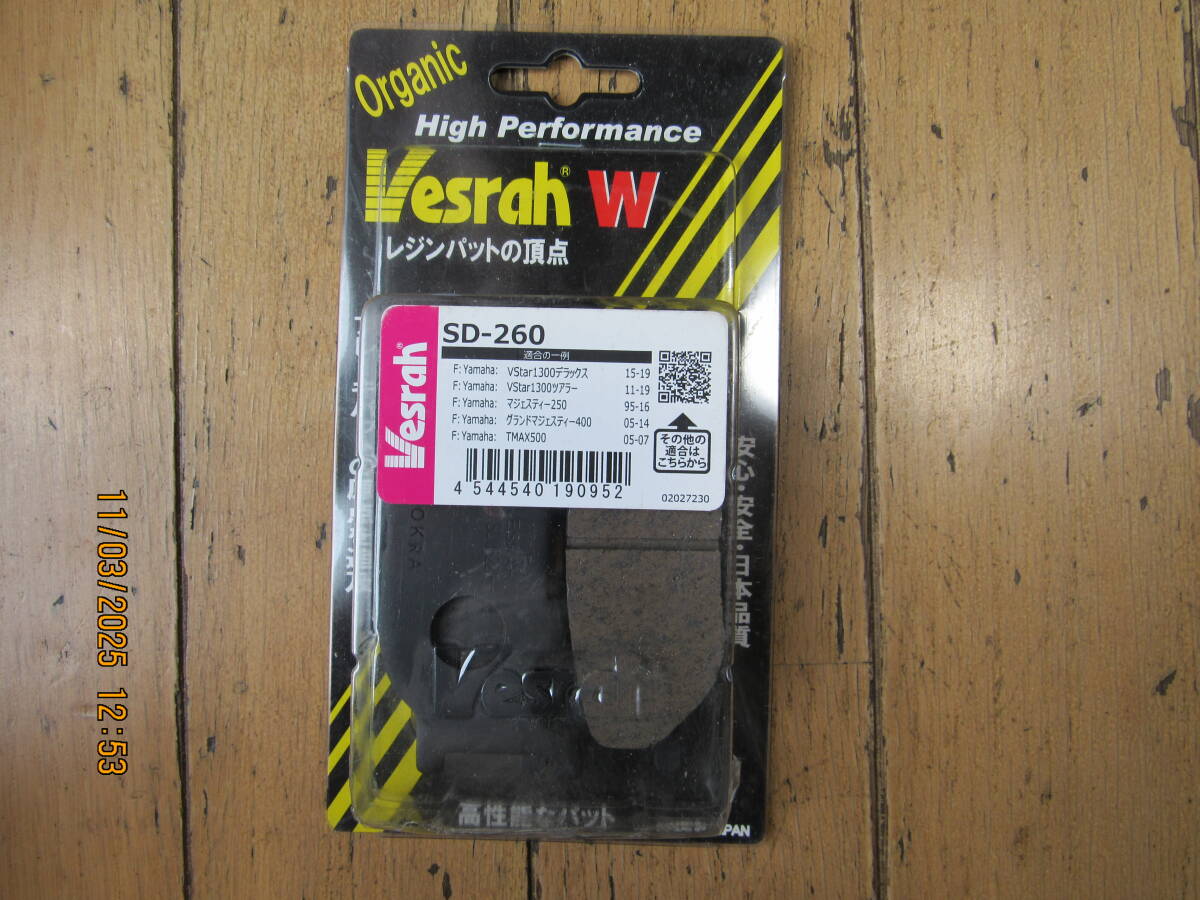 Organic
High Performance
Vesrah® W
レジンパットの頂点
Vesrah®
SD-260
適合の一例
F: Yamaha: VStar1300デラックス 15-19
F: Yamaha: VStar1300ツアラー 11-19
F: Yamaha: マジェスティー250 95-16
F: Yamaha: グランドマジェスティー400 05-14
F: Yamaha: TMAX500 05-07
その他の
適合は
こちらから
4 544540 190952
02027230
安心・安全・日本品質
OKRA
Vesrah
高性能なパット
JAPAN
11/03/2025 12:53